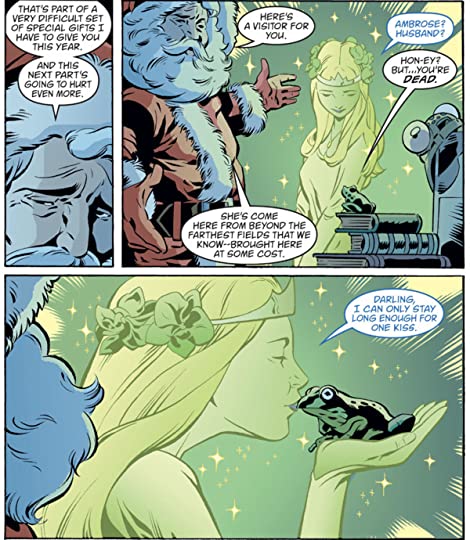 THAT'S PART OF A
VERY DIFFICULT SET
OF SPECIAL GIFTS I
HAVE TO GIVE YOU
THIS YEAR.
AND THIS
NEXT PART'S
GOING TO HURT
EVEN MORE.
HERE'S
A VISITOR FOR
YOU.
AMBROSE?
HUSBAND?
HON-EY?
BUT...YOU'RE
DEAD.
SHE'S COME
HERE FROM BEYOND
THE FARTHEST FIELDS
THAT WE
KNOW--BROUGHT HERE
AT SOME COST.
DARLING,
I CAN ONLY STAY
LONG ENOUGH FOR
ONE KISS.